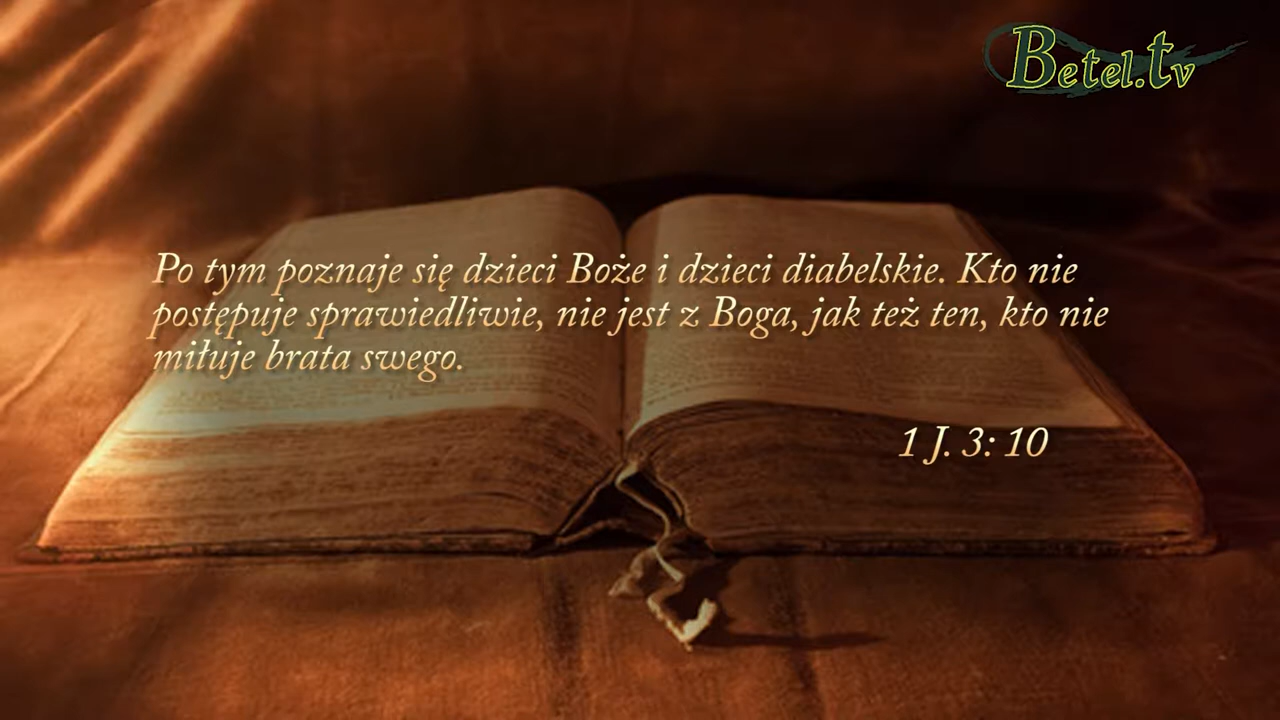 Betel.tv
Po tym poznaje się dzieci Boże i dzieci diabelskie. Kto nie
postępuje sprawiedliwie, nie jest z Boga, jak też ten, kto nie
miłuje brata swego.
1 J. 3: 10